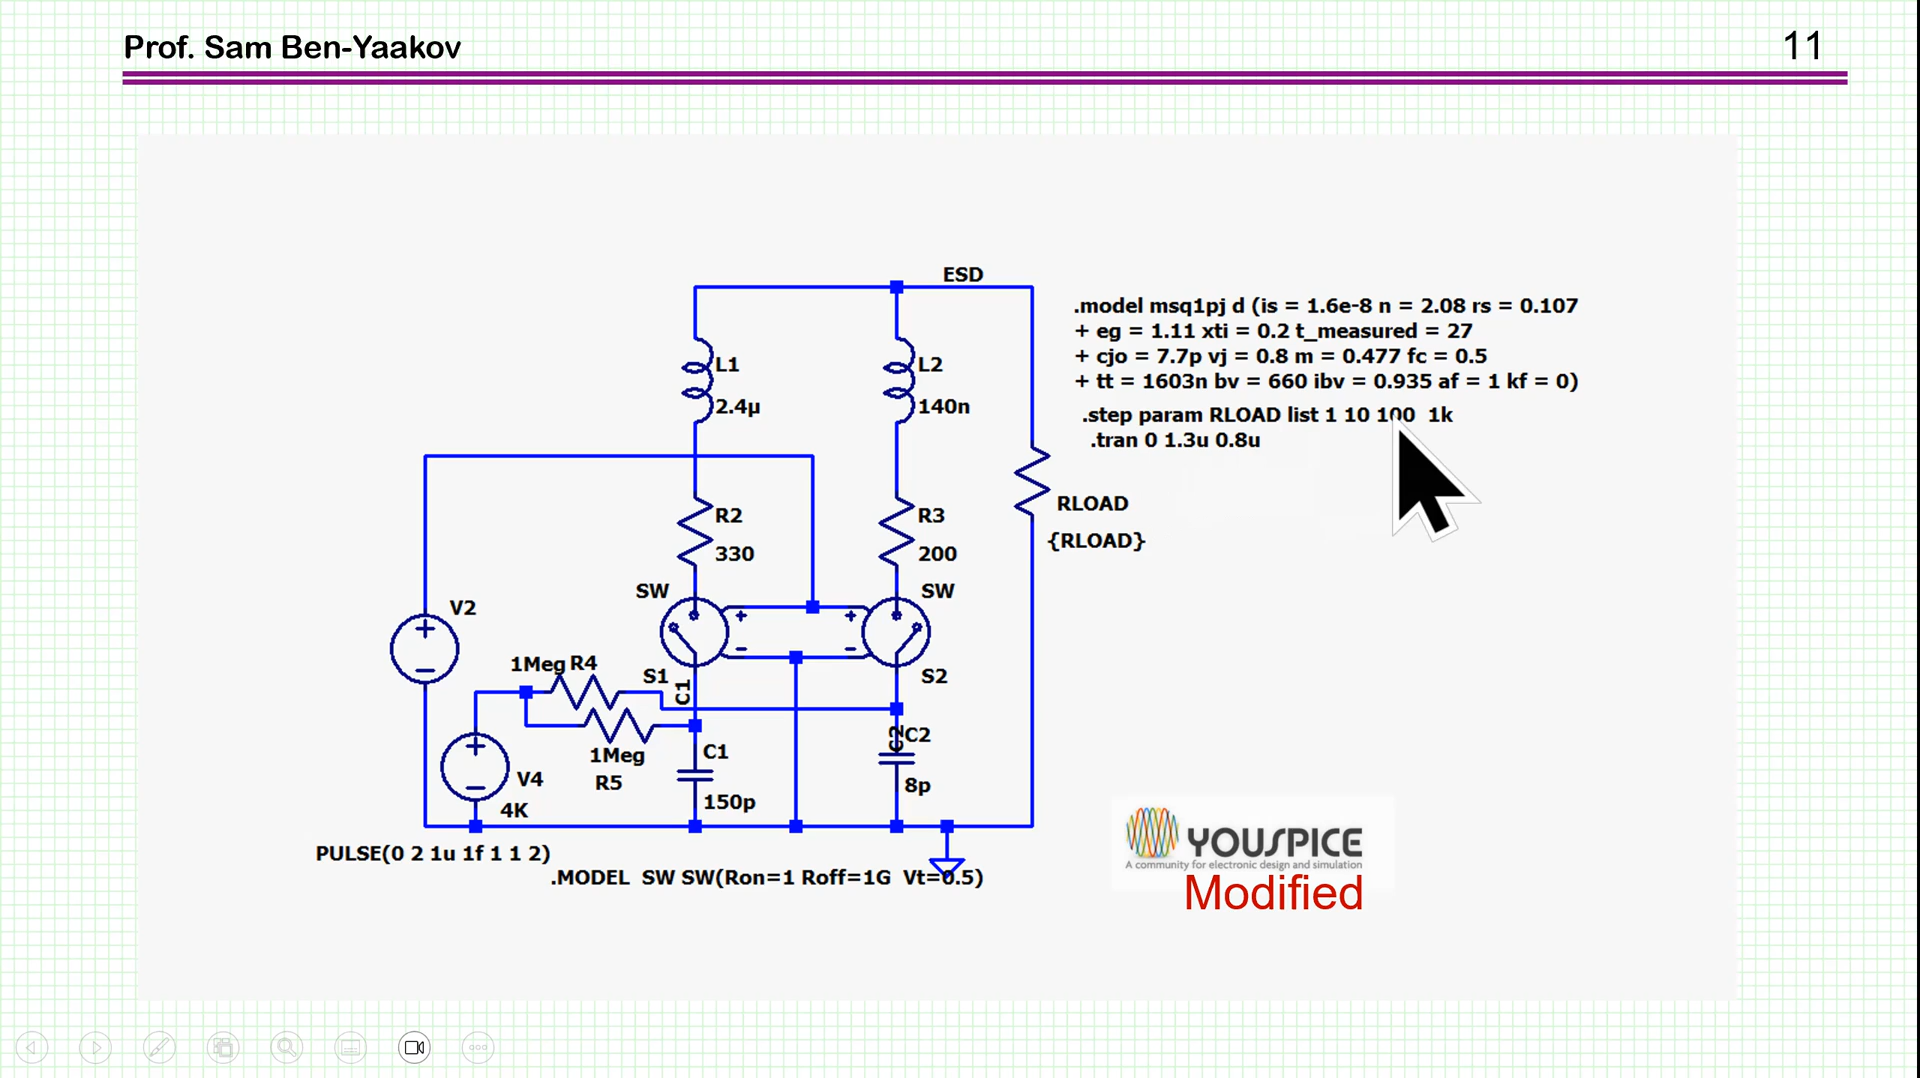 Prof. Sam Ben-Yaakov
11
ESD
.model msq1pj d (is = 1.6e-8 n = 2.08 rs = 0.107
+ eg = 1.11 xti = 0.2 t_measured = 27
+ cjo = 7.7p vj = 0.8 m = 0.477 fc = 0.5
+ tt = 1603n bv = 660 ibv = 0.935 af = 1 kf = 0)
.step param RLOAD list 1 10 100 1k
.tran 0 1.3u 0.8u
L1
2.4µ
L2
140n
R2
330
R3
200
RLOAD
{RLOAD}
SW
SW
V2
+
−
+
−
+
−
S1
S2
1Meg R4
C1
1Meg
R5
V4
+
−
4K
C1
150p
C2
C2
8p
PULSE(0 2 1u 1f 1 1 2)
.MODEL SW SW(Ron=1 Roff=1G Vt=0.5)
YOUSPICE
A community for electronic design and simulation
Modified